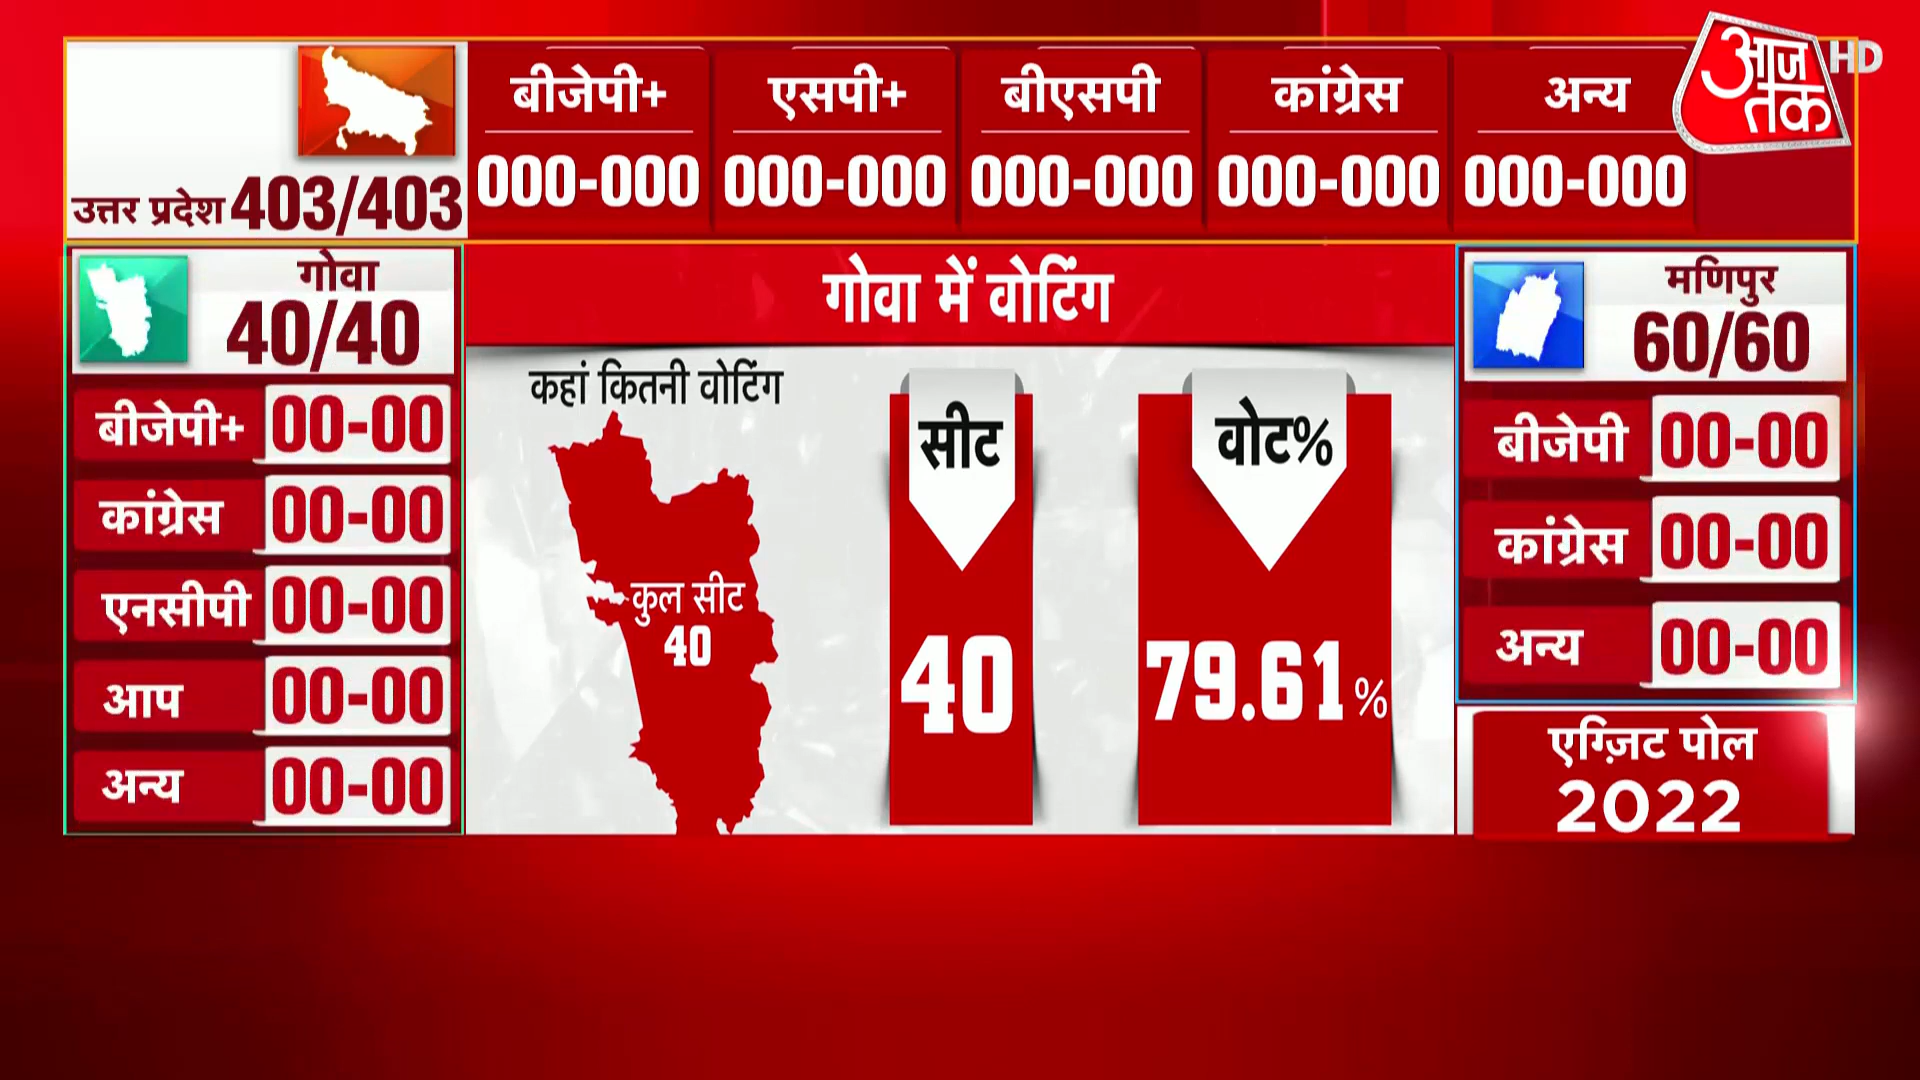 आज तक HD
उत्तर प्रदेश 403/403
बीजेपी+ एसपी+ बीएसपी कांग्रेस अन्य
000-000 000-000 000-000 000-000 000-000
गोवा
40/40
बीजेपी+ 00-00
कांग्रेस 00-00
एनसीपी 00-00
आप 00-00
अन्य 00-00
गोवा में वोटिंग
कहां कितनी वोटिंग
कुल सीट
40
सीट
40
वोट%
79.61%
मणिपुर
60/60
बीजेपी 00-00
कांग्रेस 00-00
अन्य 00-00
एग्ज़िट पोल
2022